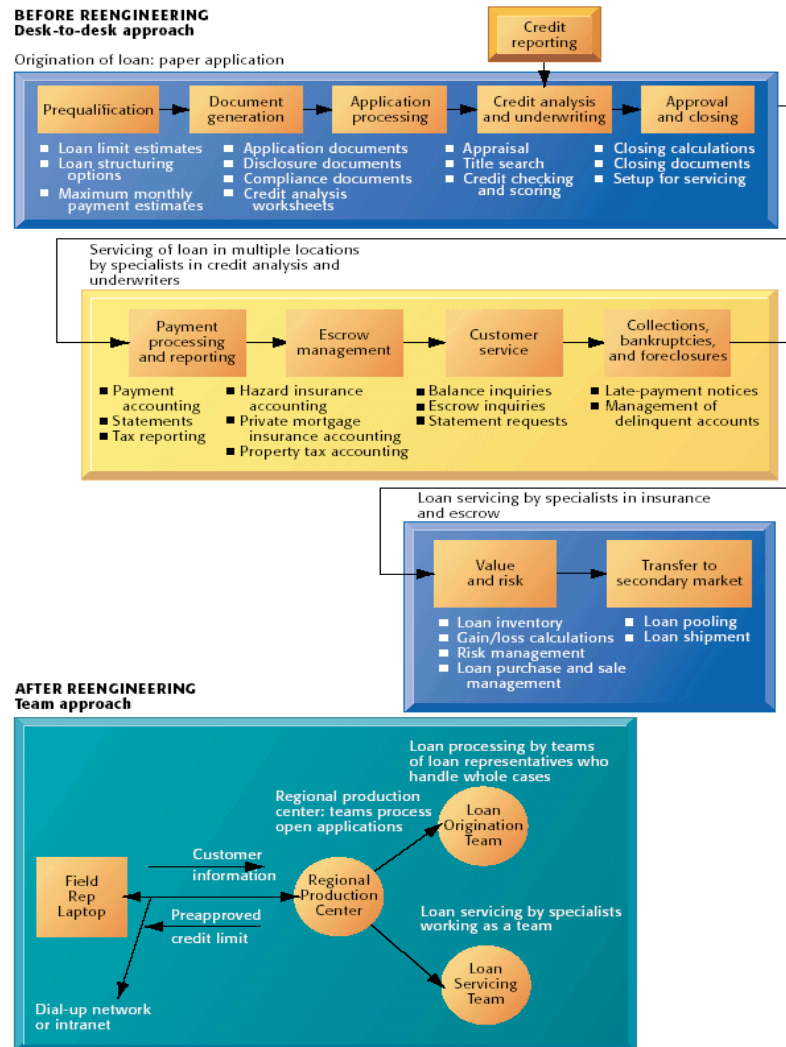 BEFORE REENGINEERING
Desk-to-desk approach
Origination of loan: paper application
Credit
reporting
Prequalification
Document
generation
Application
processing
Credit analysis
and underwriting
Approval
and closing
Loan limit estimates
Loan structuring
options
Maximum monthly
payment estimates
Application documents
Disclosure documents
Compliance documents
Credit analysis
worksheets
Appraisal
Title search
Credit checking
and scoring
Closing calculations
Closing documents
Setup for servicing
Servicing of loan in multiple locations
by specialists in credit analysis and
underwriters
Payment
processing
and reporting
Escrow
management
Customer
service
Collections,
bankruptcies,
and foreclosures
Payment
accounting
Statements
Tax reporting
Hazard insurance
accounting
Private mortgage
insurance accounting
Property tax accounting
Balance inquiries
Escrow inquiries
Statement requests
Late-payment notices
Management of
delinquent accounts
Loan servicing by specialists in insurance
and escrow
Value
and risk
Transfer to
secondary market
Loan inventory
Gain/loss calculations
Risk management
Loan purchase and sale
management
Loan pooling
Loan shipment
AFTER REENGINEERING
Team approach
Loan processing by teams
of loan representatives who
handle whole cases
Regional production
center: teams process
open applications
Loan
Origination
Team
Customer
information
Field
Rep
Laptop
Regional
Production
Center
Preapproved
credit limit
Loan servicing by specialists
working as a team
Loan
Servicing
Team
Dial-up network
or intranet